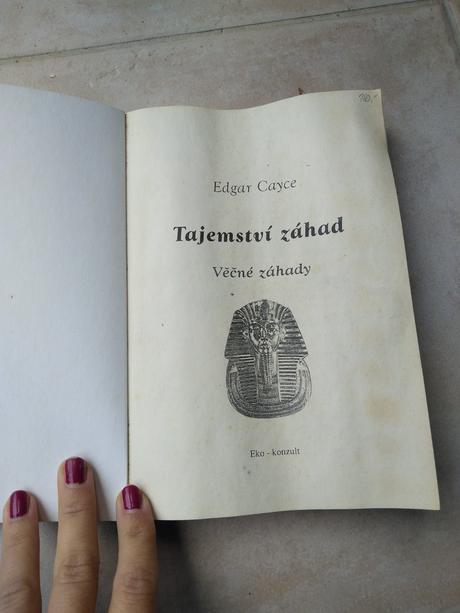 Edgar Cayce
Tajemství záhad
Věčné záhady
Eko - konzult